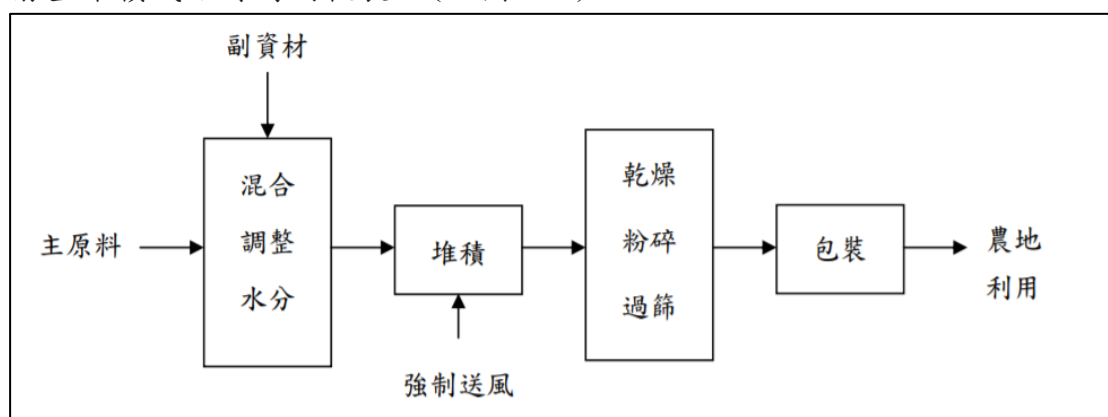 副資材
主原料
混合
調整
水分
堆積
強制送風
乾燥
粉碎
過篩
包裝
農地
利用